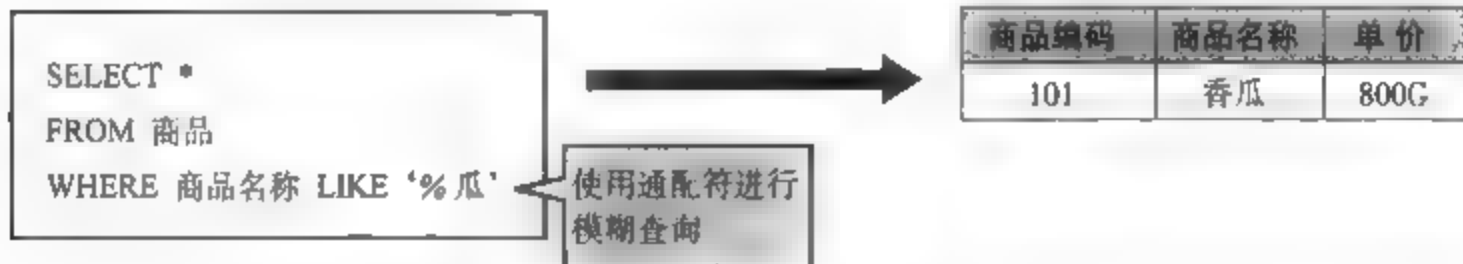 SELECT *
FROM 商品
WHERE 商品名称 LIKE ‘%瓜’
使用通配符进行
模糊查询
商品编码 商品名称 单价
101 香瓜 800G